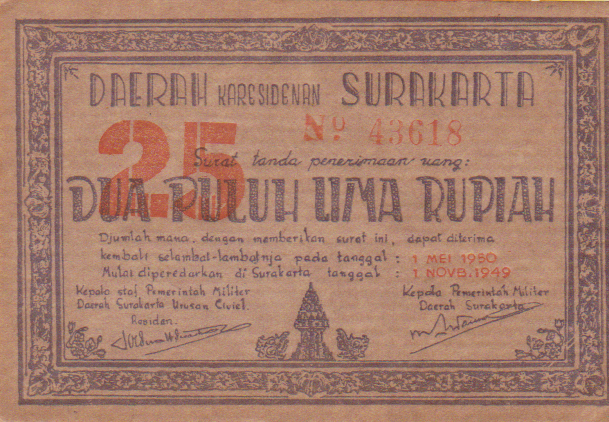 DAERAH KARESIDENAN SURAKARTA
25
Nº 43618
Surat tanda penerimaan uang:
DUA PULUH LIMA RUPIAH
Djumlah mana, dengan memberikan surat ini, dapat diterima
kembali selambat-lambatnja pada tanggal : 1 MEI 1950
Mulai diperedarkan di Surakarta tanggal : 1 NOVB. 1949
Kepala staf Pemerintah Militer
Daerah Surakarta Urusan Civiel.
Residen.
Kepala Pemerintah Militer
Daerah Surakarta